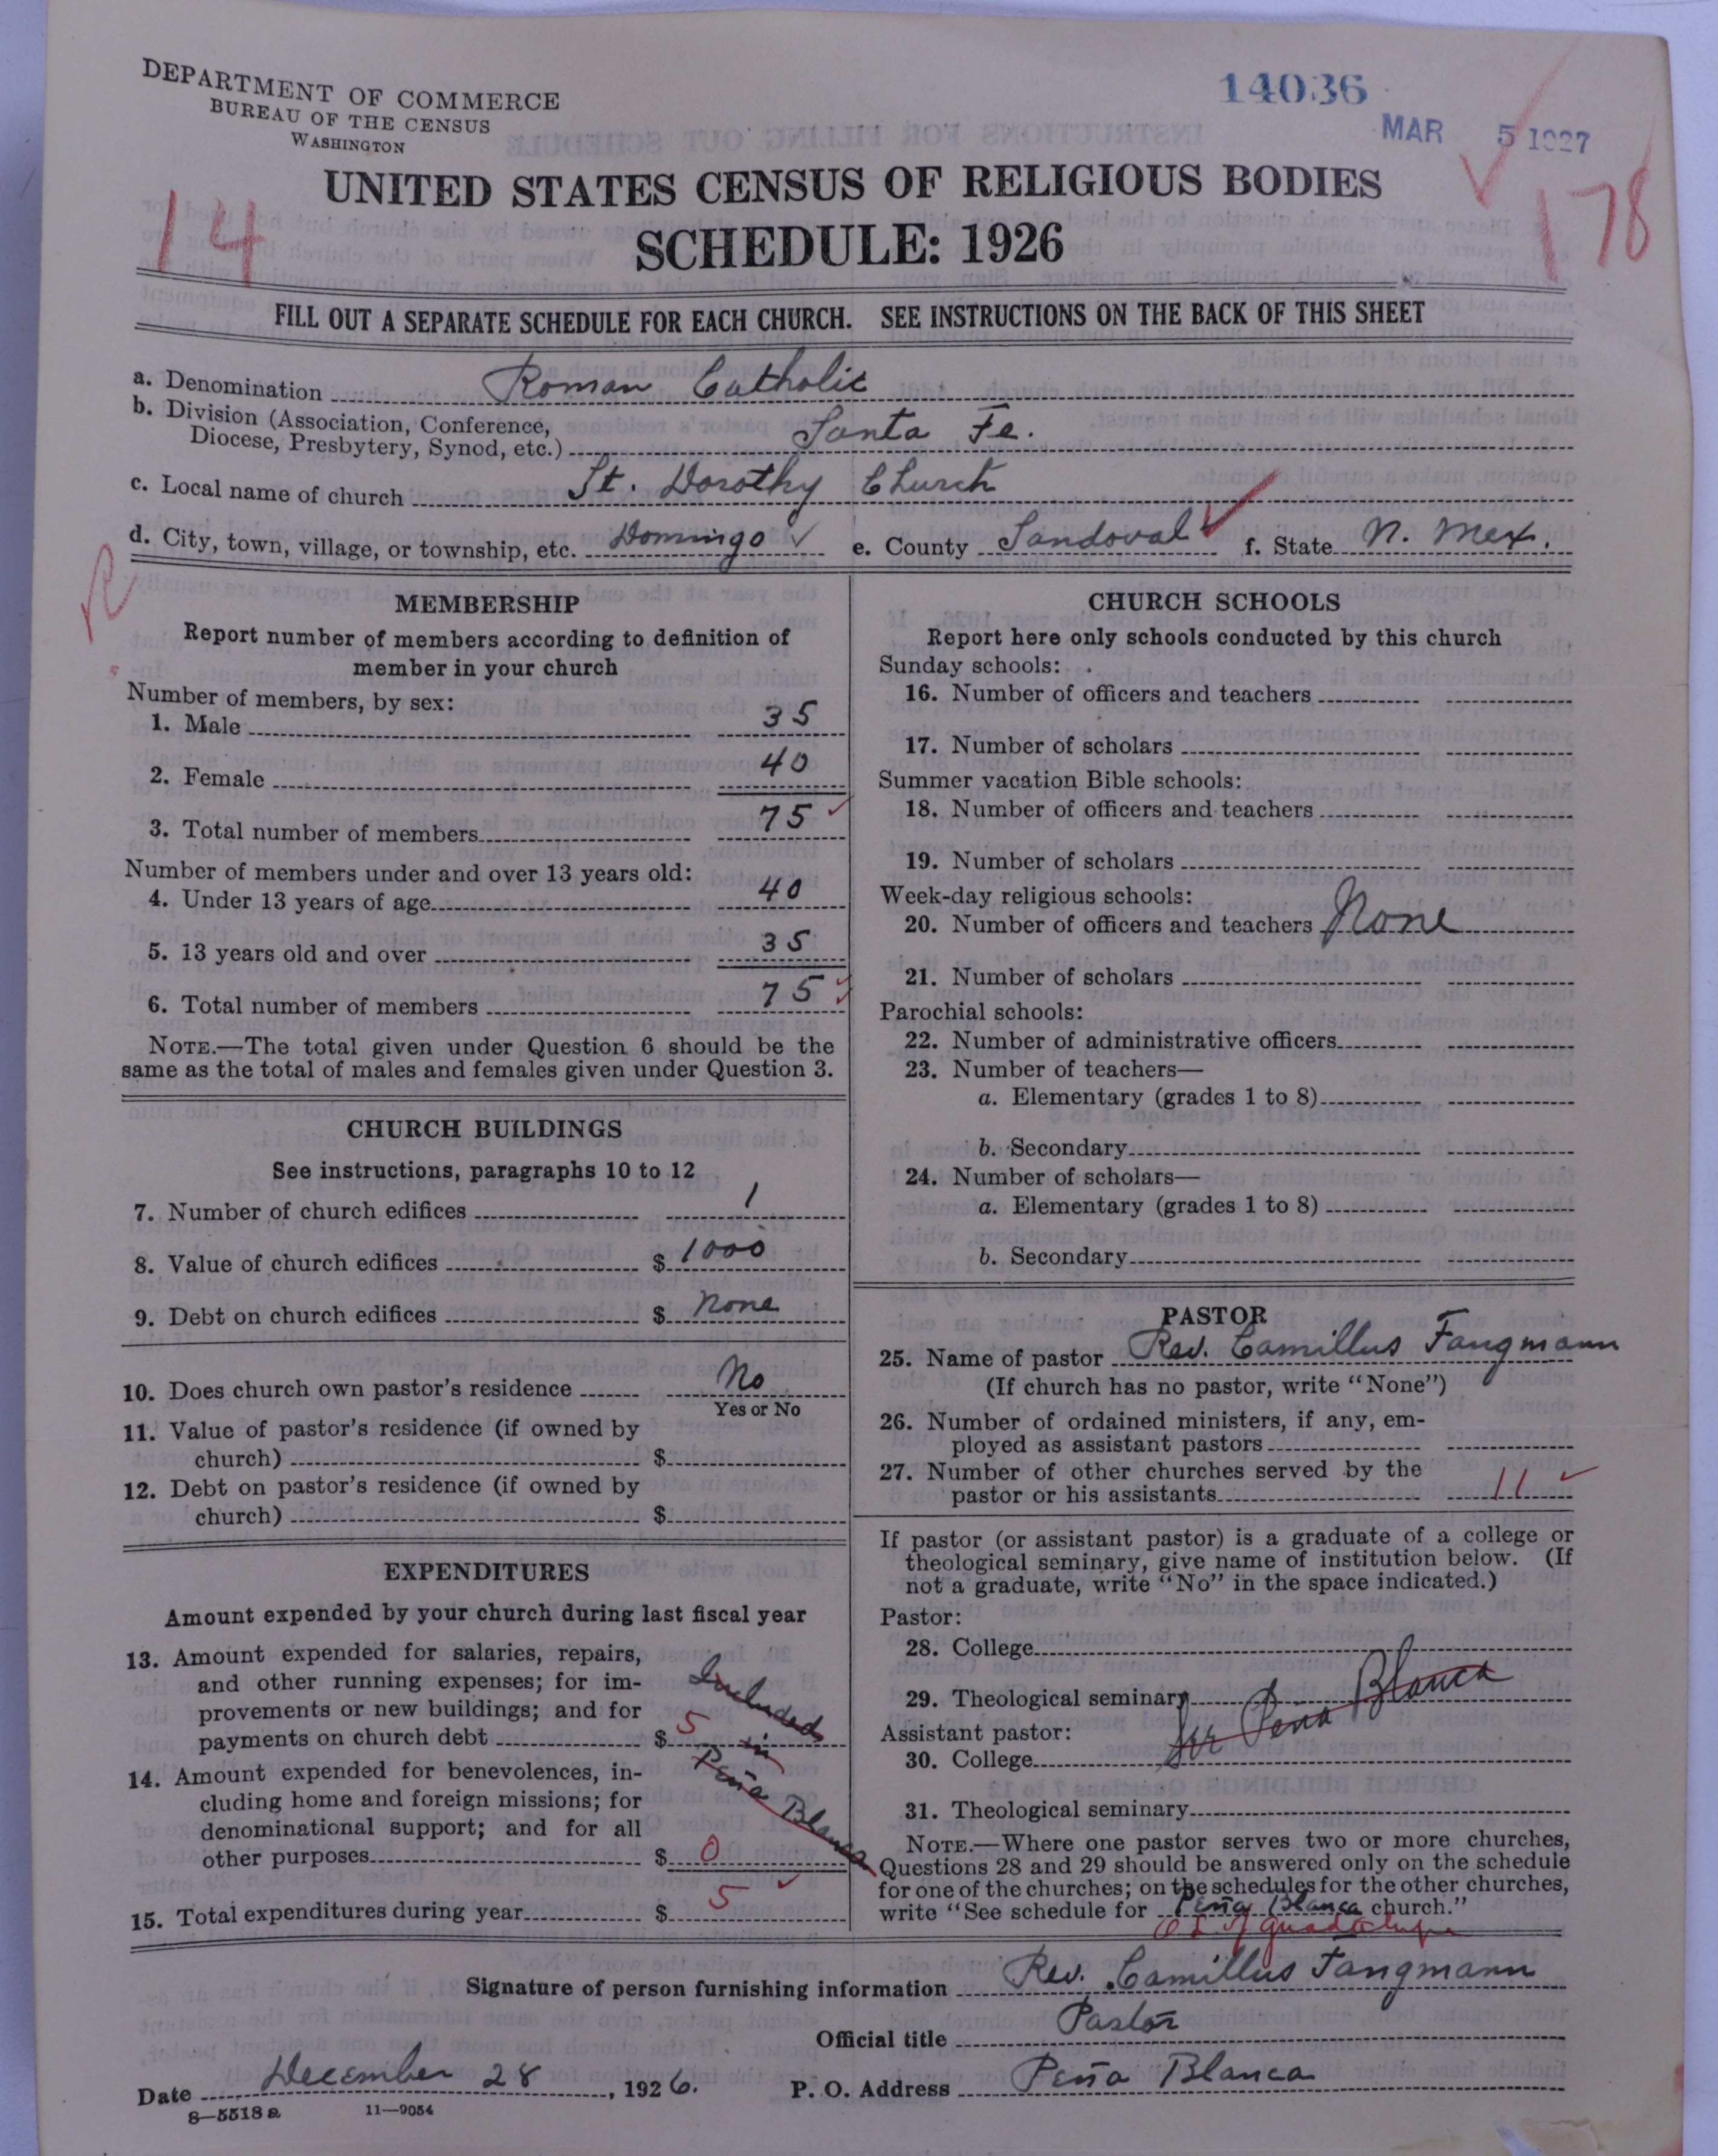 DEPARTMENT OF COMMERCE
BUREAU OF THE CENSUS
WASHINGTON
14036
MAR 5 1927
UNITED STATES CENSUS OF RELIGIOUS BODIES
14
178
SCHEDULE: 1926
FILL OUT A SEPARATE SCHEDULE FOR EACH CHURCH. SEE INSTRUCTIONS ON THE BACK OF THIS SHEET
a. Denomination Roman Catholic
b. Division (Association, Conference,
Diocese, Presbytery, Synod, etc.) Santa Fe.
c. Local name of church St. Dorothy Church
d. City, town, village, or township, etc. Domingo e. County Sandoval f. State N. Mex.
MEMBERSHIP
Report number of members according to definition of
member in your church
Number of members, by sex:
1. Male 35
2. Female 40
3. Total number of members 75
Number of members under and over 13 years old:
4. Under 13 years of age 40
5. 13 years old and over 35
6. Total number of members 75
NOTE.—The total given under Question 6 should be the
same as the total of males and females given under Question 3.
CHURCH BUILDINGS
See instructions, paragraphs 10 to 12
7. Number of church edifices 1
8. Value of church edifices $ 1000
9. Debt on church edifices $ None
10. Does church own pastor's residence No
Yes or No
11. Value of pastor's residence (if owned by
church) $
12. Debt on pastor's residence (if owned by
church) $
EXPENDITURES
Amount expended by your church during last fiscal year
13. Amount expended for salaries, repairs,
and other running expenses; for im-
provements or new buildings; and for
payments on church debt $ 5
Included
in
Peña Blanca
14. Amount expended for benevolences, in-
cluding home and foreign missions; for
denominational support; and for all
other purposes $ 0
15. Total expenditures during year $ 5
CHURCH SCHOOLS
Report here only schools conducted by this church
Sunday schools:
16. Number of officers and teachers
17. Number of scholars
Summer vacation Bible schools:
18. Number of officers and teachers
19. Number of scholars
Week-day religious schools:
20. Number of officers and teachers None
21. Number of scholars
Parochial schools:
22. Number of administrative officers
23. Number of teachers—
a. Elementary (grades 1 to 8)
b. Secondary
24. Number of scholars—
a. Elementary (grades 1 to 8)
b. Secondary
PASTOR
25. Name of pastor Rev. Camillus Fangmann
(If church has no pastor, write "None")
26. Number of ordained ministers, if any, em-
ployed as assistant pastors
27. Number of other churches served by the
pastor or his assistants 11
If pastor (or assistant pastor) is a graduate of a college or
theological seminary, give name of institution below. (If
not a graduate, write "No" in the space indicated.)
Pastor:
28. College
29. Theological seminary
Assistant pastor:
Pena Blanca
30. College
31. Theological seminary
NOTE.—Where one pastor serves two or more churches,
Questions 28 and 29 should be answered only on the schedule
for one of the churches; on the schedules for the other churches,
write "See schedule for Peña Blanca church."
O L of Guadalupe
Signature of person furnishing information Rev. Camillus Fangmann
Official title Pastor
Date December 28, 1926. P. O. Address Peña Blanca
8—5518 a 11—9054